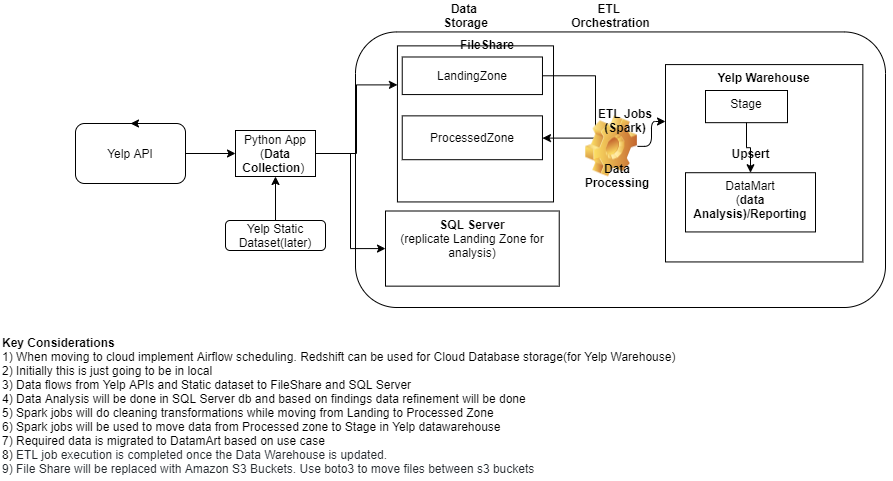 Data
Storage
ETL
Orchestration
FileShare
LandingZone
ProcessedZone
Yelp API
Python App
(Data
Collection)
Yelp Static
Dataset(later)
SQL Server
(replicate Landing Zone for
analysis)
ETL Jobs
(Spark)
Data
Processing
Yelp Warehouse
Stage
Upsert
DataMart
(data
Analysis)/Reporting
Key Considerations
1) When moving to cloud implement Airflow scheduling. Redshift can be used for Cloud Database storage(for Yelp Warehouse)
2) Initially this is just going to be in local
3) Data flows from Yelp APIs and Static dataset to FileShare and SQL Server
4) Data Analysis will be done in SQL Server db and based on findings data refinement will be done
5) Spark jobs will do cleaning transformations while moving from Landing to Processed Zone
6) Spark jobs will be used to move data from Processed zone to Stage in Yelp datawarehouse
7) Required data is migrated to DatamArt based on use case
8) ETL job execution is completed once the Data Warehouse is updated.
9) File Share will be replaced with Amazon S3 Buckets. Use boto3 to move files between s3 buckets